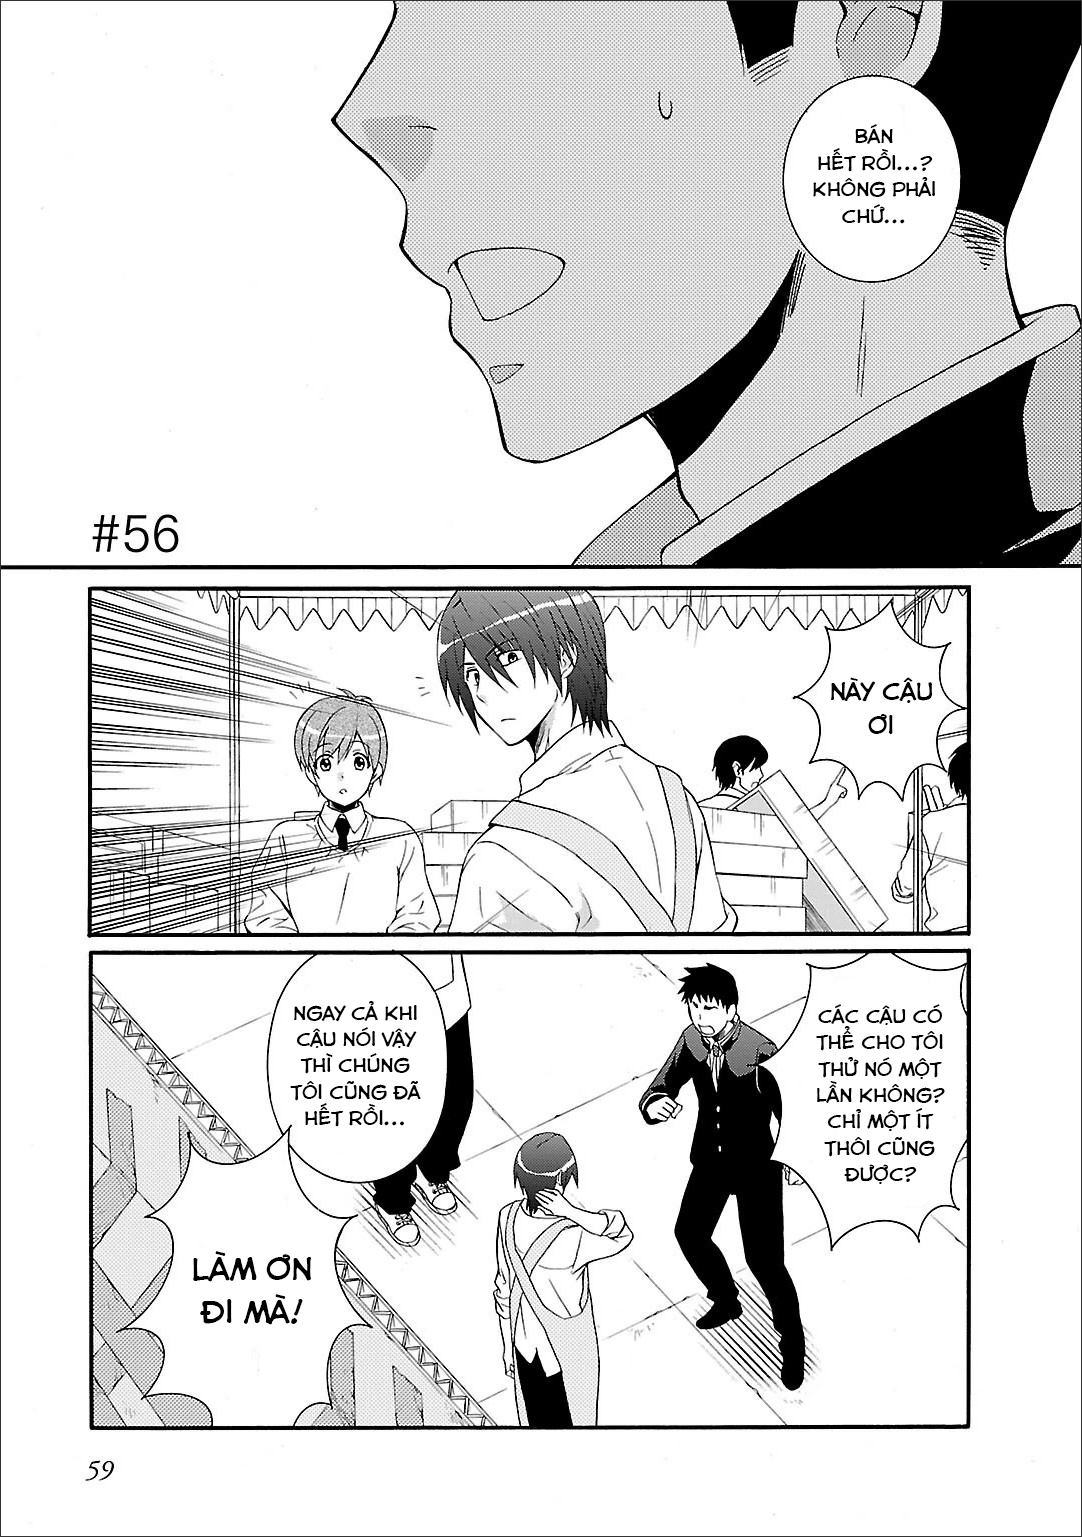 BÁN
HẾT RỒI...?
KHÔNG PHẢI
CHỨ...
#56
NÀY CẬU
ƠI
CÁC CẬU CÓ
THỂ CHO TÔI
THỬ NÓ MỘT
LẦN KHÔNG?
CHỈ MỘT ÍT
THÔI CŨNG
ĐƯỢC?
NGAY CẢ KHI
CẬU NÓI VẬY
THÌ CHÚNG
TÔI CŨNG ĐÃ
HẾT RỒI...
LÀM ƠN
ĐI MÀ!
59